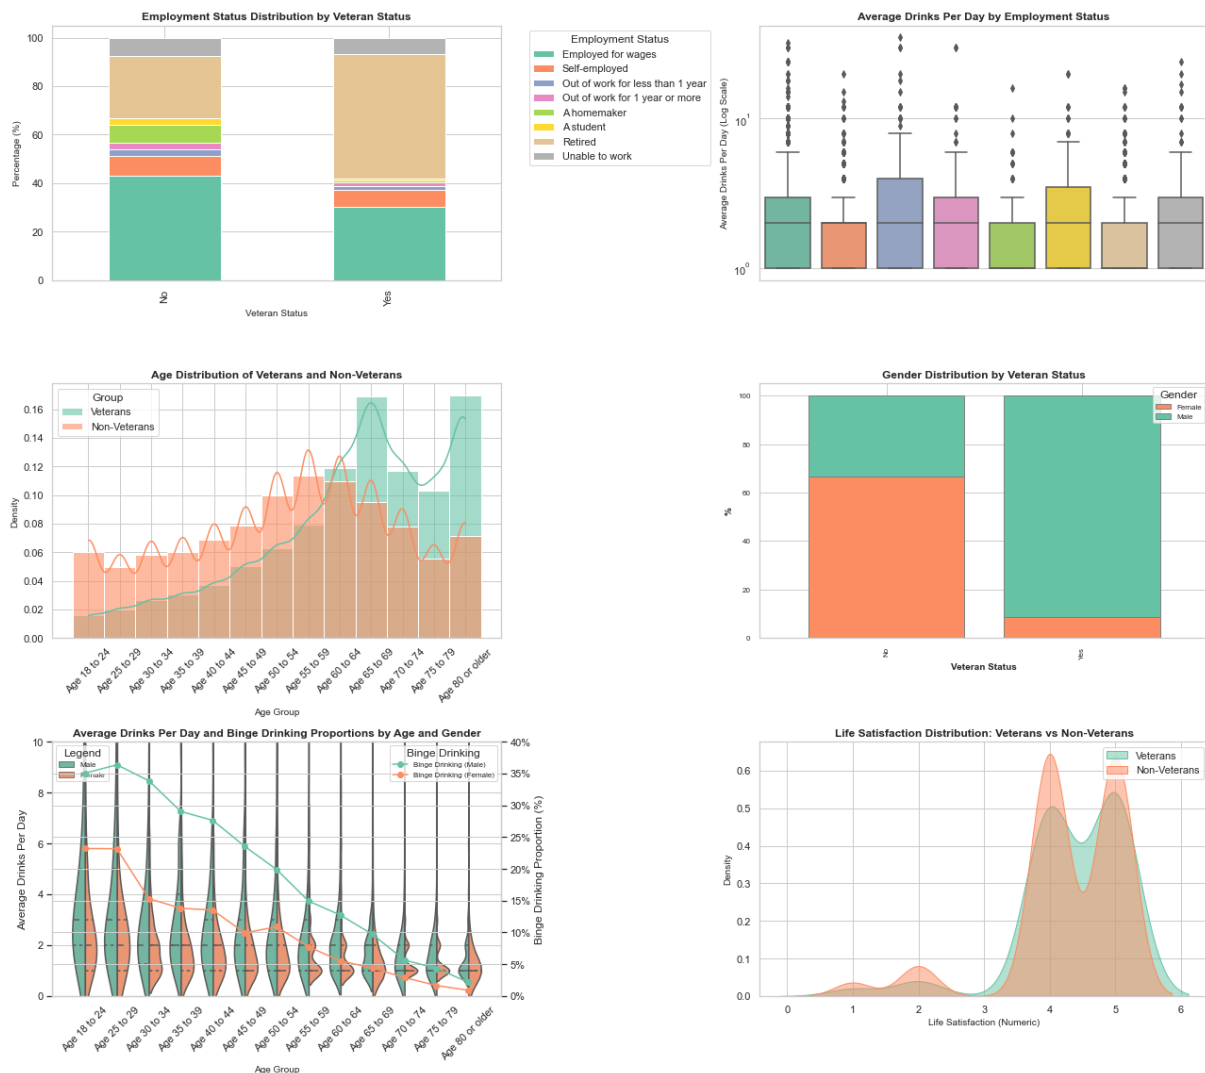 Employment Status Distribution by Veteran Status
100
80
60
40
20
0
Percentage (%)
No
Yes
Veteran Status
Employment Status
Employed for wages
Self-employed
Out of work for less than 1 year
Out of work for 1 year or more
A homemaker
A student
Retired
Unable to work
Average Drinks Per Day by Employment Status
10^1
10^0
Average Drinks Per Day (Log Scale)
Age Distribution of Veterans and Non-Veterans
Group
Veterans
Non-Veterans
0.16
0.14
0.12
0.10
0.08
0.06
0.04
0.02
0.00
Density
Age 18 to 24
Age 25 to 29
Age 30 to 34
Age 35 to 39
Age 40 to 44
Age 45 to 49
Age 50 to 54
Age 55 to 59
Age 60 to 64
Age 65 to 69
Age 70 to 74
Age 75 to 79
Age 80 or older
Age Group
Gender Distribution by Veteran Status
Gender
Female
Male
100
80
60
40
20
0
%
No
Yes
Veteran Status
Average Drinks Per Day and Binge Drinking Proportions by Age and Gender
Legend
Male
Female
Binge Drinking
Binge Drinking (Male)
Binge Drinking (Female)
10
8
6
4
2
0
Average Drinks Per Day
40%
35%
30%
25%
20%
15%
10%
5%
0%
Binge Drinking Proportion (%)
Age 18 to 24
Age 25 to 29
Age 30 to 34
Age 35 to 39
Age 40 to 44
Age 45 to 49
Age 50 to 54
Age 55 to 59
Age 60 to 64
Age 65 to 69
Age 70 to 74
Age 75 to 79
Age 80 or older
Age Group
Life Satisfaction Distribution: Veterans vs Non-Veterans
Veterans
Non-Veterans
0.6
0.5
0.4
0.3
0.2
0.1
0.0
Density
0
1
2
3
4
5
6
Life Satisfaction (Numeric)